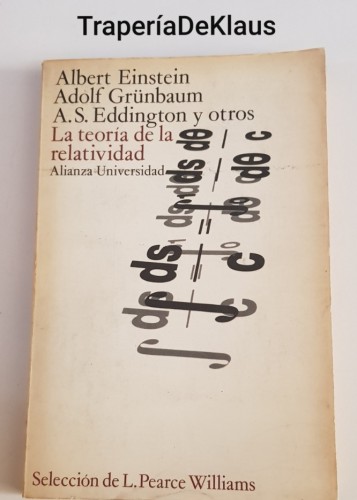 TraperíaDeKlaus
Albert Einstein
Adolf Grünbaum
A.S. Eddington y otros
La teoría de la
relatividad
Alianza Universidad
Selección de L. Pearce Williams